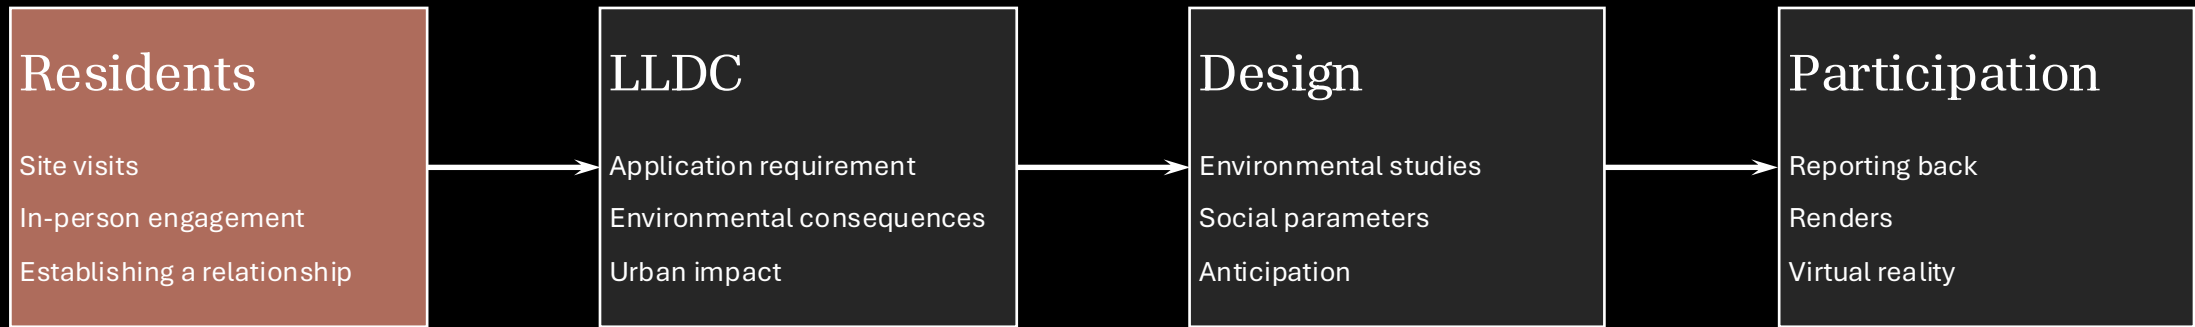 Residents
Site visits
In-person engagement
Establishing a relationship
LLDC
Application requirement
Environmental consequences
Urban impact
Design
Environmental studies
Social parameters
Anticipation
Participation
Reporting back
Renders
Virtual reality